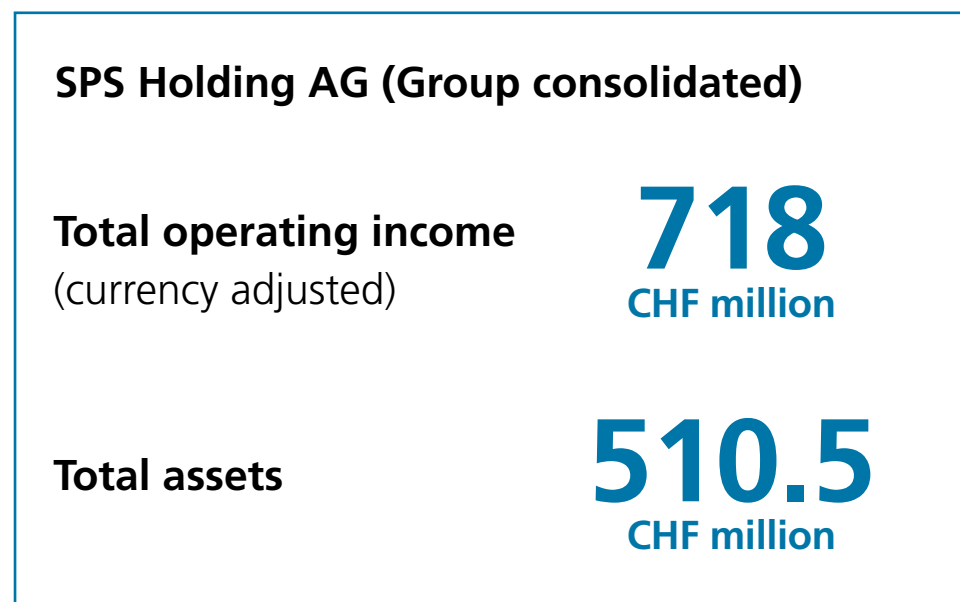 SPS Holding AG (Group consolidated)
Total operating income
(currency adjusted)
718
CHF million
Total assets
510.5
CHF million